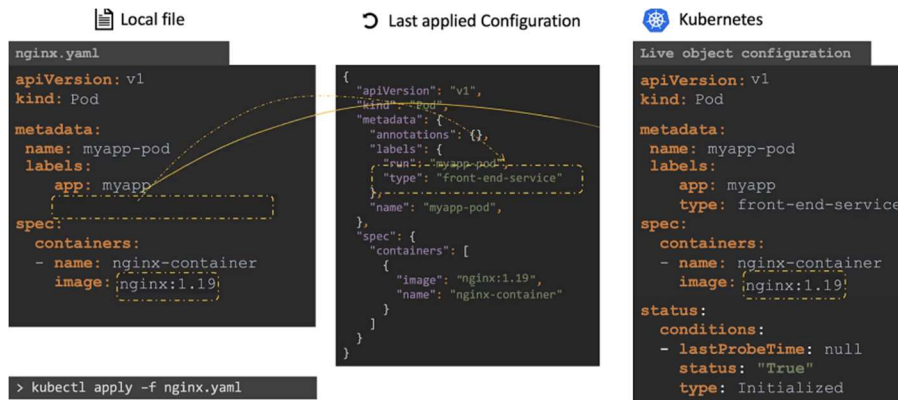 Local file
nginx.yaml
apiVersion: v1
kind: Pod
metadata:
name: myapp-pod
labels:
app: myapp
spec:
containers:
- name: nginx-container
image: nginx:1.19
> kubectl apply -f nginx.yaml
Last applied Configuration
{
"apiVersion": "v1",
"kind": "Pod",
"metadata": {
"annotations": {},
"labels": {
"run": "myapp-pod",
"type": "front-end-service"
},
"name": "myapp-pod",
},
"spec": {
"containers": [
{
"image": "nginx:1.19",
"name": "nginx-container"
}
]
}
}
Kubernetes
Live object configuration
apiVersion: v1
kind: Pod
metadata:
name: myapp-pod
labels:
app: myapp
type: front-end-service
spec:
containers:
- name: nginx-container
image: nginx:1.19
status:
conditions:
- lastProbeTime: null
status: "True"
type: Initialized